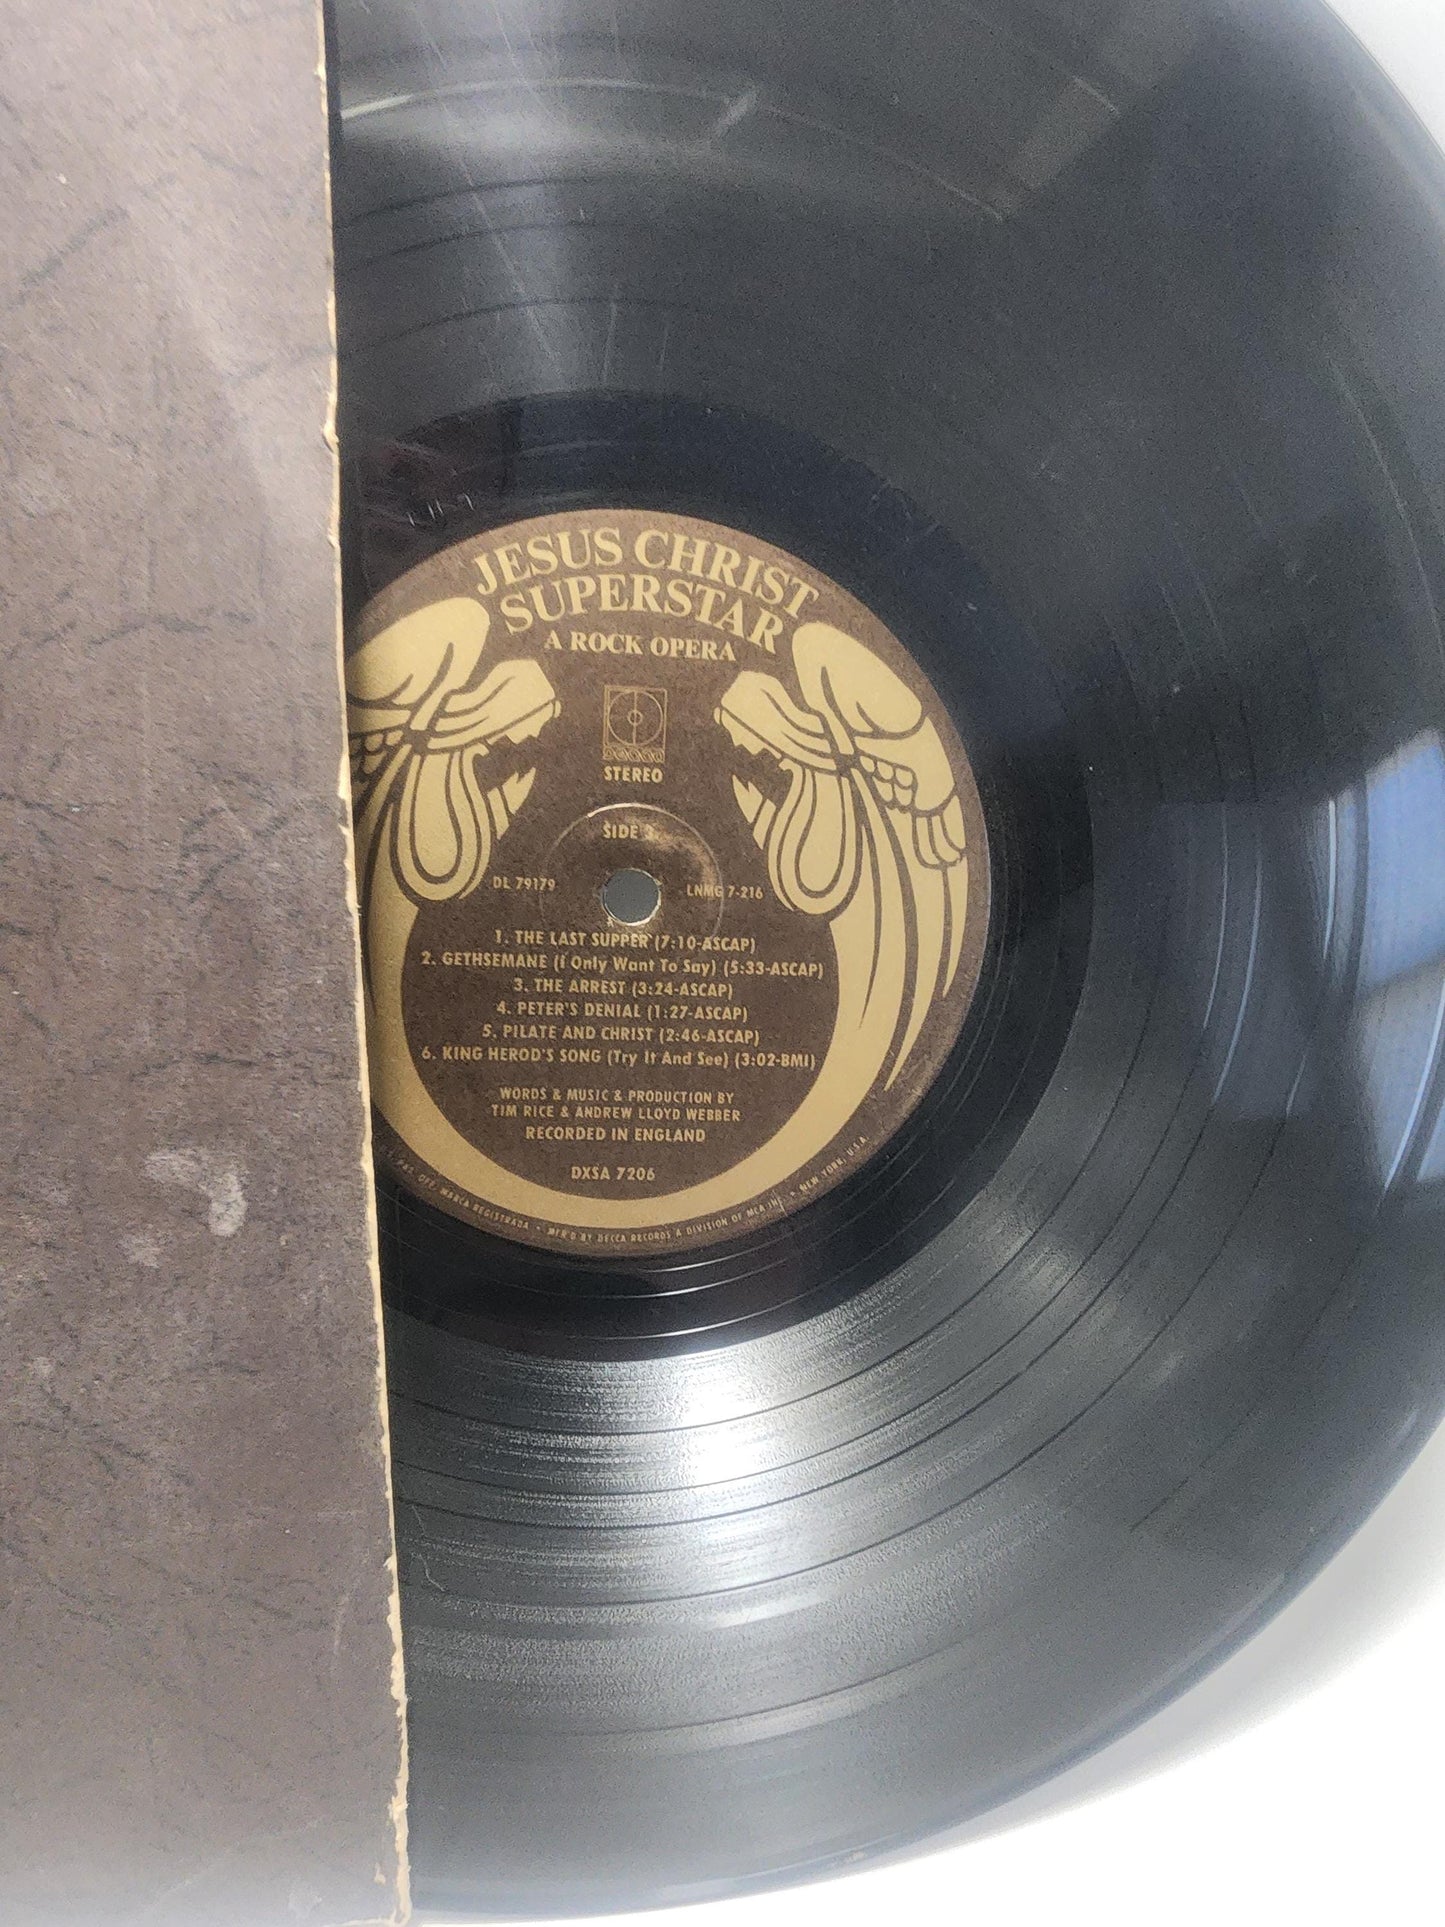 JESUS CHRIST
SUPERSTAR
A ROCK OPERA
STEREO
SIDE 3
DL 79179
LNMG 7-216
1. THE LAST SUPPER (7:10-ASCAP)
2. GETHSEMANE (I Only Want To Say) (5:33-ASCAP)
3. THE ARREST (3:24-ASCAP)
4. PETER'S DENIAL (1:27-ASCAP)
5. PILATE AND CHRIST (2:46-ASCAP)
6. KING HEROD'S SONG (Try It And See) (3:02-BMI)
WORDS & MUSIC & PRODUCTION BY
TIM RICE & ANDREW LLOYD WEBBER
RECORDED IN ENGLAND
DXSA 7206
PAT. OFF. MARCA REGISTRADA • MFR'D BY DECCA RECORDS A DIVISION OF MCA INC. • NEW YORK, U.S.A.